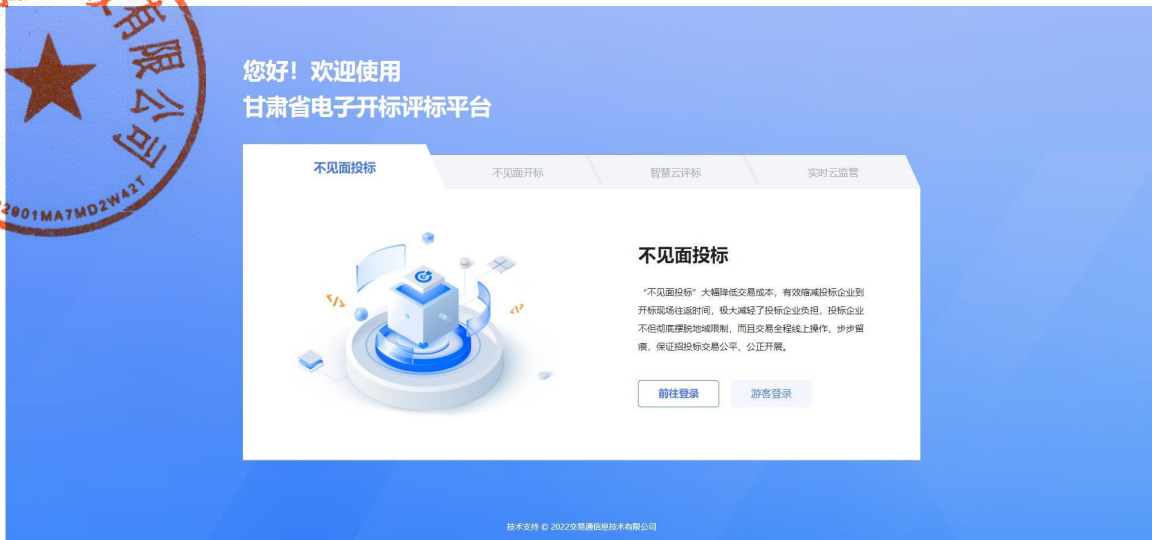 有限公司
2801MA7MD2WA2T
您好！欢迎使用
甘肃省电子开标评标平台
不见面投标
不见面开标
智慧云评标
实时云监管
不见面投标
“不见面投标”大幅降低交易成本，有效缩减投标企业到
开标现场往返时间，极大减轻了投标企业负担，投标企业
不但彻底摆脱地域限制，而且交易全程线上操作，步步留
痕，保证招投标交易公平、公正开展。
前往登录
游客登录
技术支持 © 2022交易通信息技术有限公司